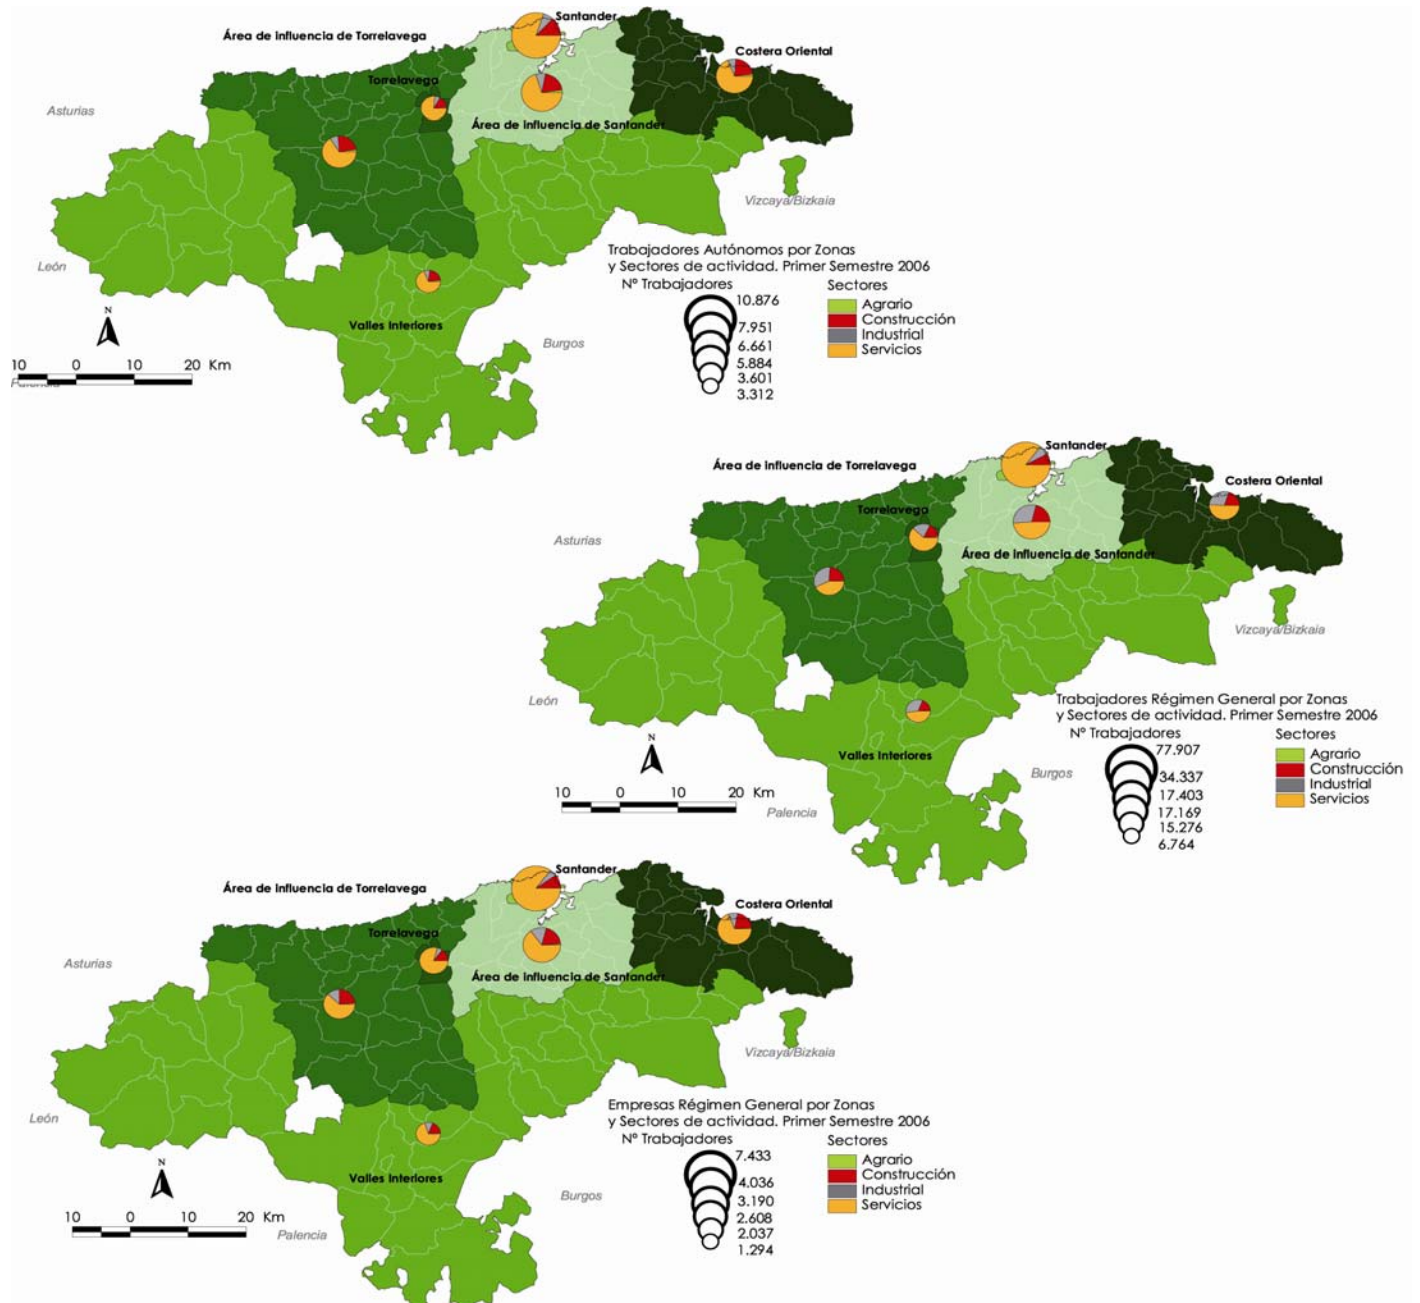 Santander
Área de influencia de Torrelavega
Costera Oriental
Torrelavega
Asturias
Área de influencia de Santander
Vizcaya/Bizkaia
León
Trabajadores Autónomos por Zonas
y Sectores de actividad. Primer Semestre 2006
Nº Trabajadores
Sectores
10.876
7.951
6.661
5.884
3.601
3.312
Agrario
Construcción
Industrial
Servicios
N
Valles Interiores
Burgos
10 0 10 20 Km
Palencia
Santander
Área de influencia de Torrelavega
Costera Oriental
Torrelavega
Asturias
Área de influencia de Santander
Vizcaya/Bizkaia
León
Trabajadores Régimen General por Zonas
y Sectores de actividad. Primer Semestre 2006
Nº Trabajadores
Sectores
77.907
34.337
17.403
17.169
15.276
6.764
Agrario
Construcción
Industrial
Servicios
N
Valles Interiores
Burgos
10 0 10 20 Km
Palencia
Santander
Área de influencia de Torrelavega
Costera Oriental
Torrelavega
Asturias
Área de influencia de Santander
Vizcaya/Bizkaia
León
Empresas Régimen General por Zonas
y Sectores de actividad. Primer Semestre 2006
Nº Trabajadores
Sectores
7.433
4.036
3.190
2.608
2.037
1.294
Agrario
Construcción
Industrial
Servicios
N
Valles Interiores
Burgos
10 0 10 20 Km
Palencia